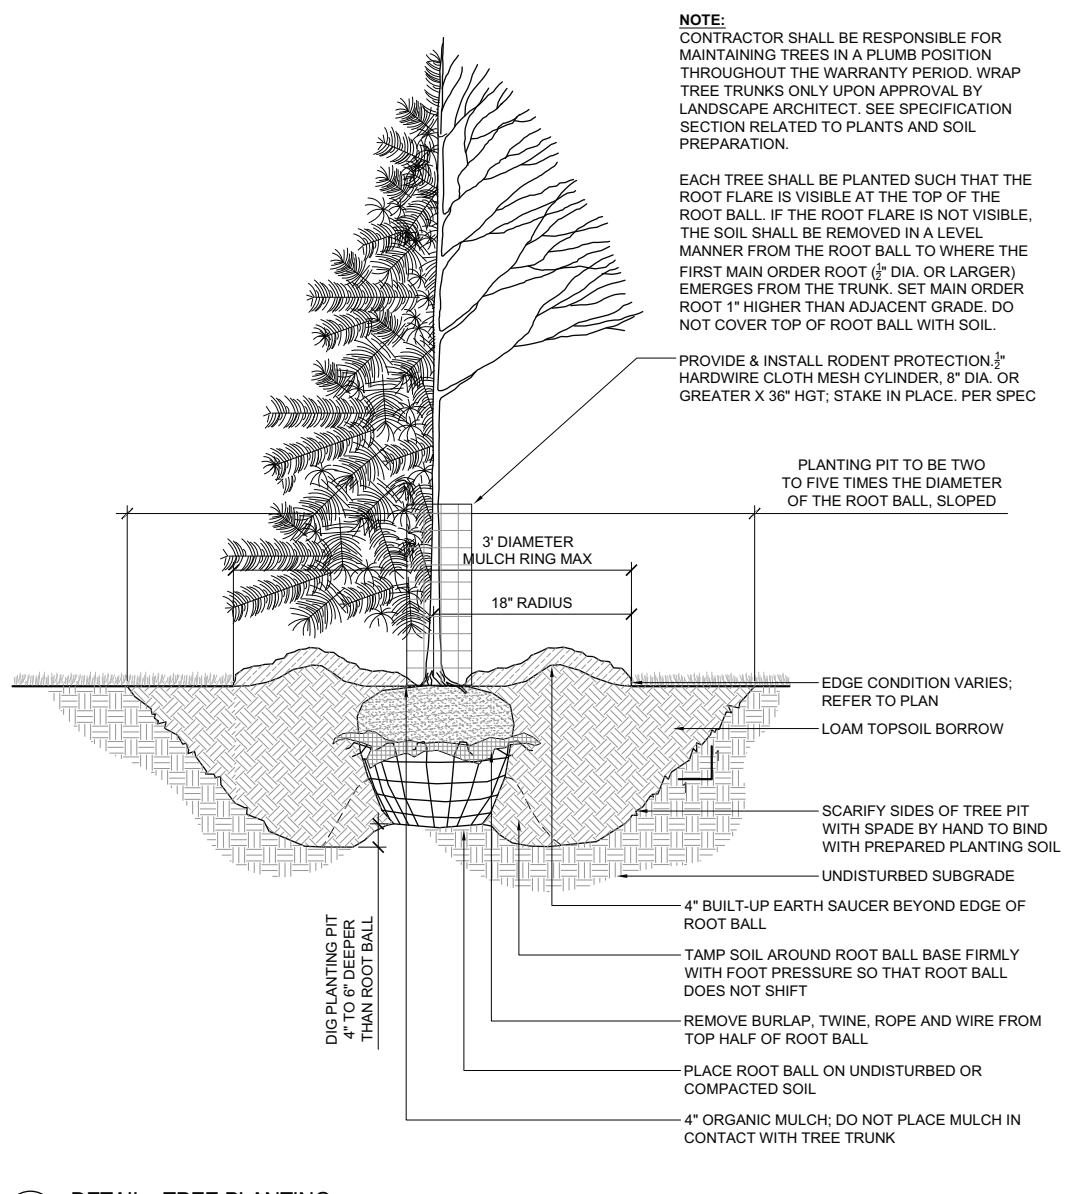 NOTE:
CONTRACTOR SHALL BE RESPONSIBLE FOR
MAINTAINING TREES IN A PLUMB POSITION
THROUGHOUT THE WARRANTY PERIOD. WRAP
TREE TRUNKS ONLY UPON APPROVAL BY
LANDSCAPE ARCHITECT. SEE SPECIFICATION
SECTION RELATED TO PLANTS AND SOIL
PREPARATION.
EACH TREE SHALL BE PLANTED SUCH THAT THE
ROOT FLARE IS VISIBLE AT THE TOP OF THE
ROOT BALL. IF THE ROOT FLARE IS NOT VISIBLE,
THE SOIL SHALL BE REMOVED IN A LEVEL
MANNER FROM THE ROOT BALL TO WHERE THE
FIRST MAIN ORDER ROOT (½" DIA. OR LARGER)
EMERGES FROM THE TRUNK. SET MAIN ORDER
ROOT 1" HIGHER THAN ADJACENT GRADE. DO
NOT COVER TOP OF ROOT BALL WITH SOIL.
PROVIDE & INSTALL RODENT PROTECTION.½"
HARDWIRE CLOTH MESH CYLINDER, 8" DIA. OR
GREATER X 36" HGT; STAKE IN PLACE. PER SPEC
PLANTING PIT TO BE TWO
TO FIVE TIMES THE DIAMETER
OF THE ROOT BALL, SLOPED
3' DIAMETER
MULCH RING MAX
18" RADIUS
EDGE CONDITION VARIES;
REFER TO PLAN
LOAM TOPSOIL BORROW
1
1
SCARIFY SIDES OF TREE PIT
WITH SPADE BY HAND TO BIND
WITH PREPARED PLANTING SOIL
UNDISTURBED SUBGRADE
4" BUILT-UP EARTH SAUCER BEYOND EDGE OF
ROOT BALL
TAMP SOIL AROUND ROOT BALL BASE FIRMLY
WITH FOOT PRESSURE SO THAT ROOT BALL
DOES NOT SHIFT
DIG PLANTING PIT
4" TO 6" DEEPER
THAN ROOT BALL
REMOVE BURLAP, TWINE, ROPE AND WIRE FROM
TOP HALF OF ROOT BALL
PLACE ROOT BALL ON UNDISTURBED OR
COMPACTED SOIL
4" ORGANIC MULCH; DO NOT PLACE MULCH IN
CONTACT WITH TREE TRUNK